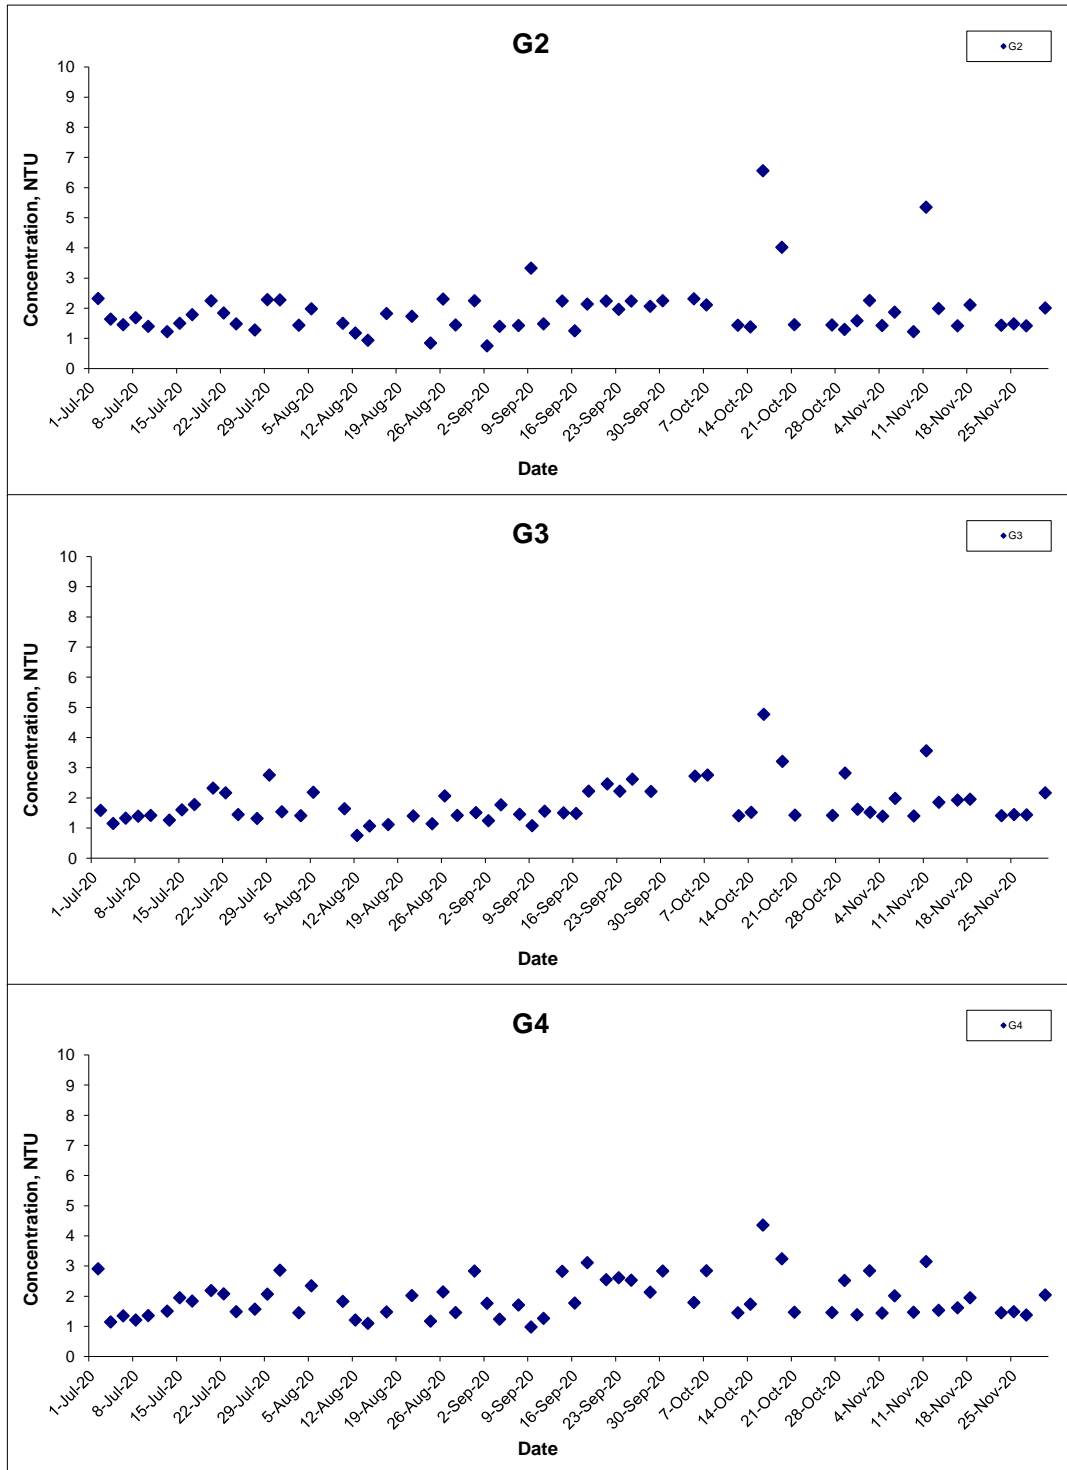 G2
G2
10
9
8
7
6
5
4
3
2
1
0
Concentration, NTU
1-Jul-20
8-Jul-20
15-Jul-20
22-Jul-20
29-Jul-20
5-Aug-20
12-Aug-20
19-Aug-20
26-Aug-20
2-Sep-20
9-Sep-20
16-Sep-20
23-Sep-20
30-Sep-20
7-Oct-20
14-Oct-20
21-Oct-20
28-Oct-20
4-Nov-20
11-Nov-20
18-Nov-20
25-Nov-20
Date
G3
G3
10
9
8
7
6
5
4
3
2
1
0
Concentration, NTU
1-Jul-20
8-Jul-20
15-Jul-20
22-Jul-20
29-Jul-20
5-Aug-20
12-Aug-20
19-Aug-20
26-Aug-20
2-Sep-20
9-Sep-20
16-Sep-20
23-Sep-20
30-Sep-20
7-Oct-20
14-Oct-20
21-Oct-20
28-Oct-20
4-Nov-20
11-Nov-20
18-Nov-20
25-Nov-20
Date
G4
G4
10
9
8
7
6
5
4
3
2
1
0
Concentration, NTU
1-Jul-20
8-Jul-20
15-Jul-20
22-Jul-20
29-Jul-20
5-Aug-20
12-Aug-20
19-Aug-20
26-Aug-20
2-Sep-20
9-Sep-20
16-Sep-20
23-Sep-20
30-Sep-20
7-Oct-20
14-Oct-20
21-Oct-20
28-Oct-20
4-Nov-20
11-Nov-20
18-Nov-20
25-Nov-20
Date